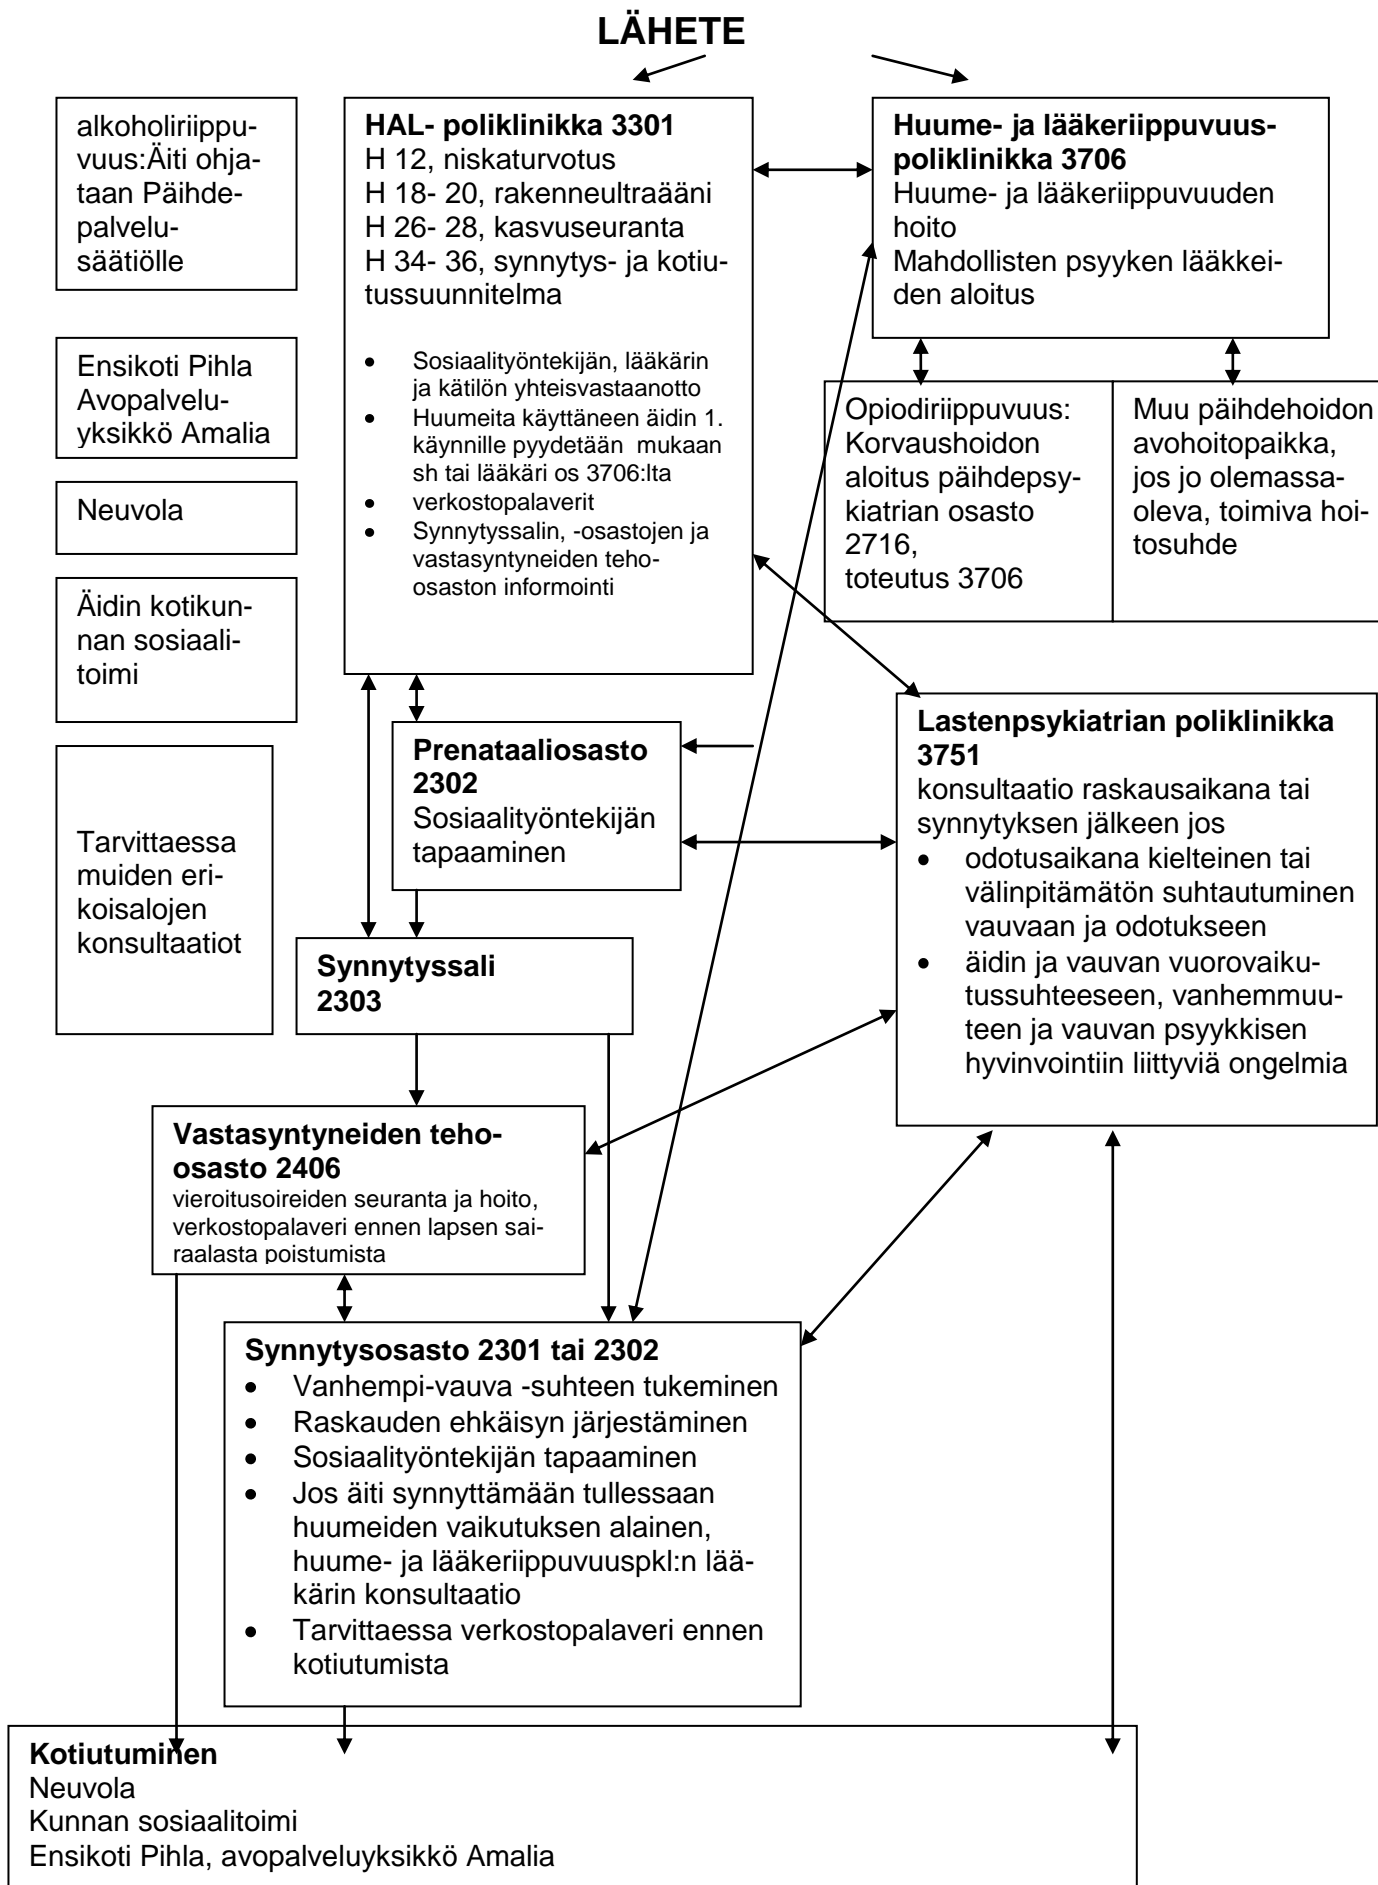 LÄHETE
alkoholiriippu-
vuus:Äiti ohja-
taan Päihde-
palvelu-
säätiölle
Ensikoti Pihla
Avopalvelu-
yksikkö Amalia
Neuvola
Äidin kotikun-
nan sosiaali-
toimi
Tarvittaessa
muiden eri-
koisalojen
konsultaatiot
HAL- poliklinikka 3301
H 12, niskaturvotus
H 18- 20, rakenneultraääni
H 26- 28, kasvuseuranta
H 34- 36, synnytys- ja kotiu-
tussuunnitelma
• Sosiaalityöntekijän, lääkärin
ja kätilön yhteisvastaanotto
• Huumeita käyttäneen äidin 1.
käynnille pyydetään mukaan
sh tai lääkäri os 3706:lta
• verkostopalaverit
• Synnytyssalin, -osastojen ja
vastasyntyneiden teho-
osaston informointi
Huume- ja lääkeriippuvuus-
poliklinikka 3706
Huume- ja lääkeriippuvuuden
hoito
Mahdollisten psyyken lääkkei-
den aloitus
Opiodiriippuvuus:
Korvaushoidon
aloitus päihdepsy-
kiatrian osasto
2716,
toteutus 3706
Muu päihdehoidon
avohoitopaikka,
jos jo olemassa-
oleva, toimiva hoi-
tosuhde
Prenataaliosasto
2302
Sosiaalityöntekijän
tapaaminen
Lastenpsykiatrian poliklinikka
3751
konsultaatio raskausaikana tai
synnytyksen jälkeen jos
• odotusaikana kielteinen tai
välinpitämätön suhtautuminen
vauvaan ja odotukseen
• äidin ja vauvan vuorovaiku-
tussuhteeseen, vanhemmuu-
teen ja vauvan psyykkisen
hyvinvointiin liittyviä ongelmia
Synnytyssali
2303
Vastasyntyneiden teho-
osasto 2406
vieroitusoireiden seuranta ja hoito,
verkostopalaveri ennen lapsen sai-
raalasta poistumista
Synnytysosasto 2301 tai 2302
• Vanhempi-vauva -suhteen tukeminen
• Raskauden ehkäisyn järjestäminen
• Sosiaalityöntekijän tapaaminen
• Jos äiti synnyttämään tullessaan
huumeiden vaikutuksen alainen,
huume- ja lääkeriippuvuuspkl:n lää-
kärin konsultaatio
• Tarvittaessa verkostopalaveri ennen
kotiutumista
Kotiutuminen
Neuvola
Kunnan sosiaalitoimi
Ensikoti Pihla, avopalveluyksikkö Amalia